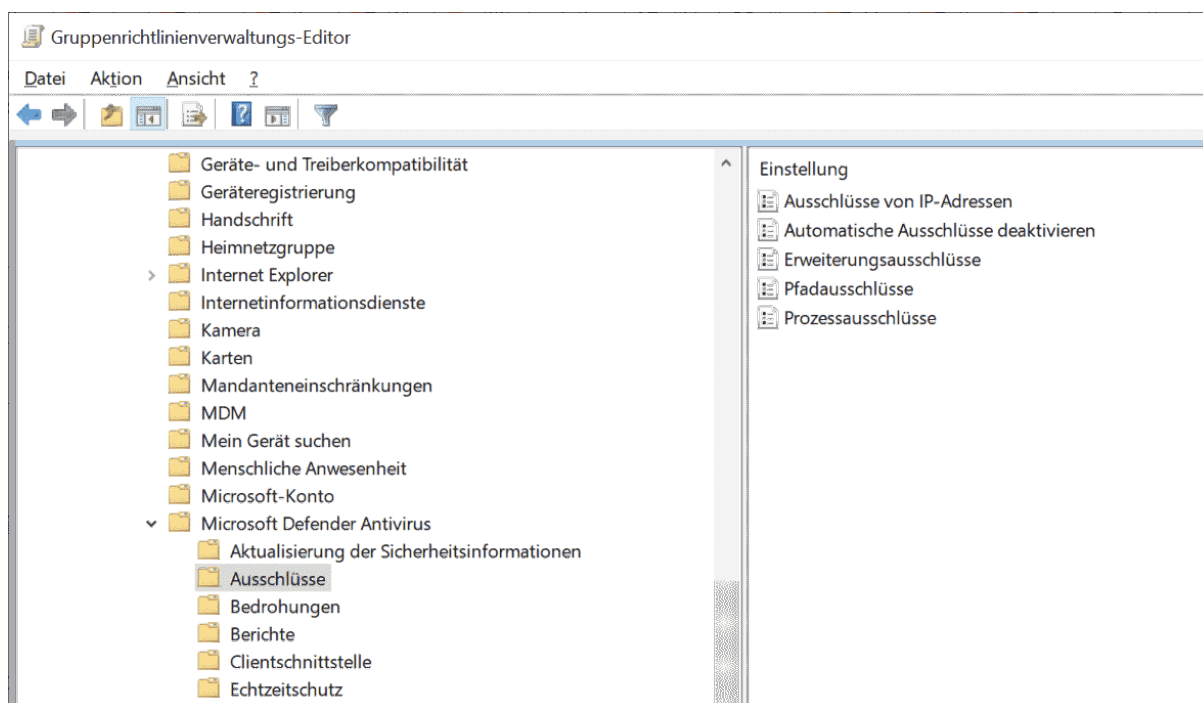 Gruppenrichtlinienverwaltungs-Editor
Datei Aktion Ansicht ?
Geräte- und Treiberkompatibilität
Geräteregistrierung
Handschrift
Heimnetzgruppe
Internet Explorer
Internetinformationsdienste
Kamera
Karten
Mandanteneinschränkungen
MDM
Mein Gerät suchen
Menschliche Anwesenheit
Microsoft-Konto
Microsoft Defender Antivirus
Aktualisierung der Sicherheitsinformationen
Ausschlüsse
Bedrohungen
Berichte
Clientschnittstelle
Echtzeitschutz
Einstellung
Ausschlüsse von IP-Adressen
Automatische Ausschlüsse deaktivieren
Erweiterungsausschlüsse
Pfadausschlüsse
Prozessausschlüsse